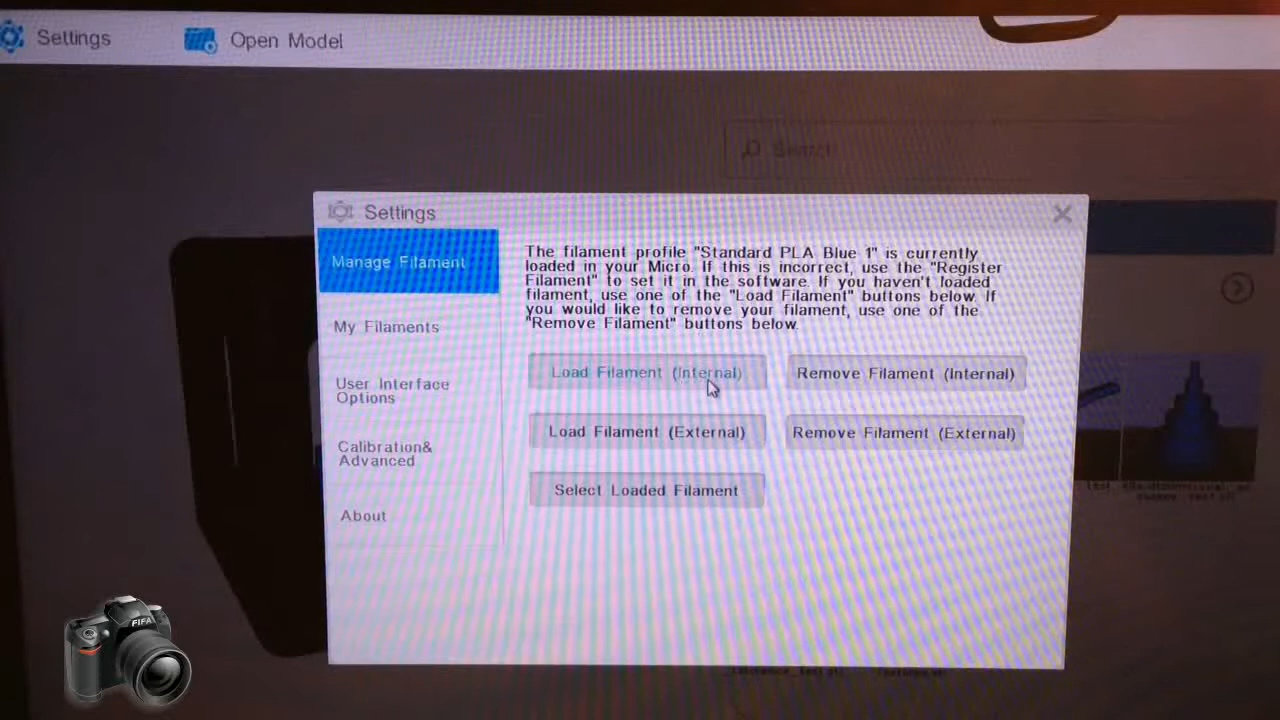 Settings
Open Model
Search
Settings
Manage Filament
The filament profile "Standard PLA Blue 1" is currently
loaded in your Micro. If this is incorrect, use the "Register
Filament" to set it in the software. If you haven't loaded
filament, use one of the "Load Filament" buttons below. If
you would like to remove your filament, use one of the
"Remove Filament" buttons below.
My Filaments
User Interface
Options
Calibration&
Advanced
About
Load Filament (Internal)
Remove Filament (Internal)
Load Filament (External)
Remove Filament (External)
Select Loaded Filament
FIFA